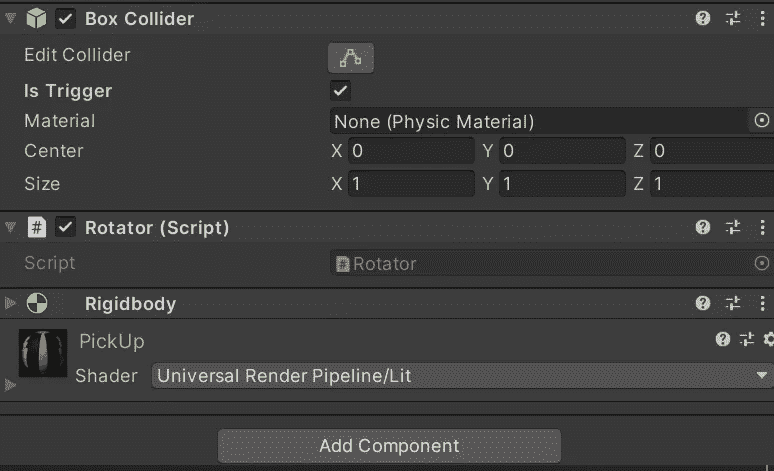 Box Collider
Edit Collider
Is Trigger
Material None (Physic Material)
Center X 0 Y 0 Z 0
Size X 1 Y 1 Z 1
# Rotator (Script)
Script # Rotator
Rigidbody
PickUp
Shader Universal Render Pipeline/Lit
Add Component